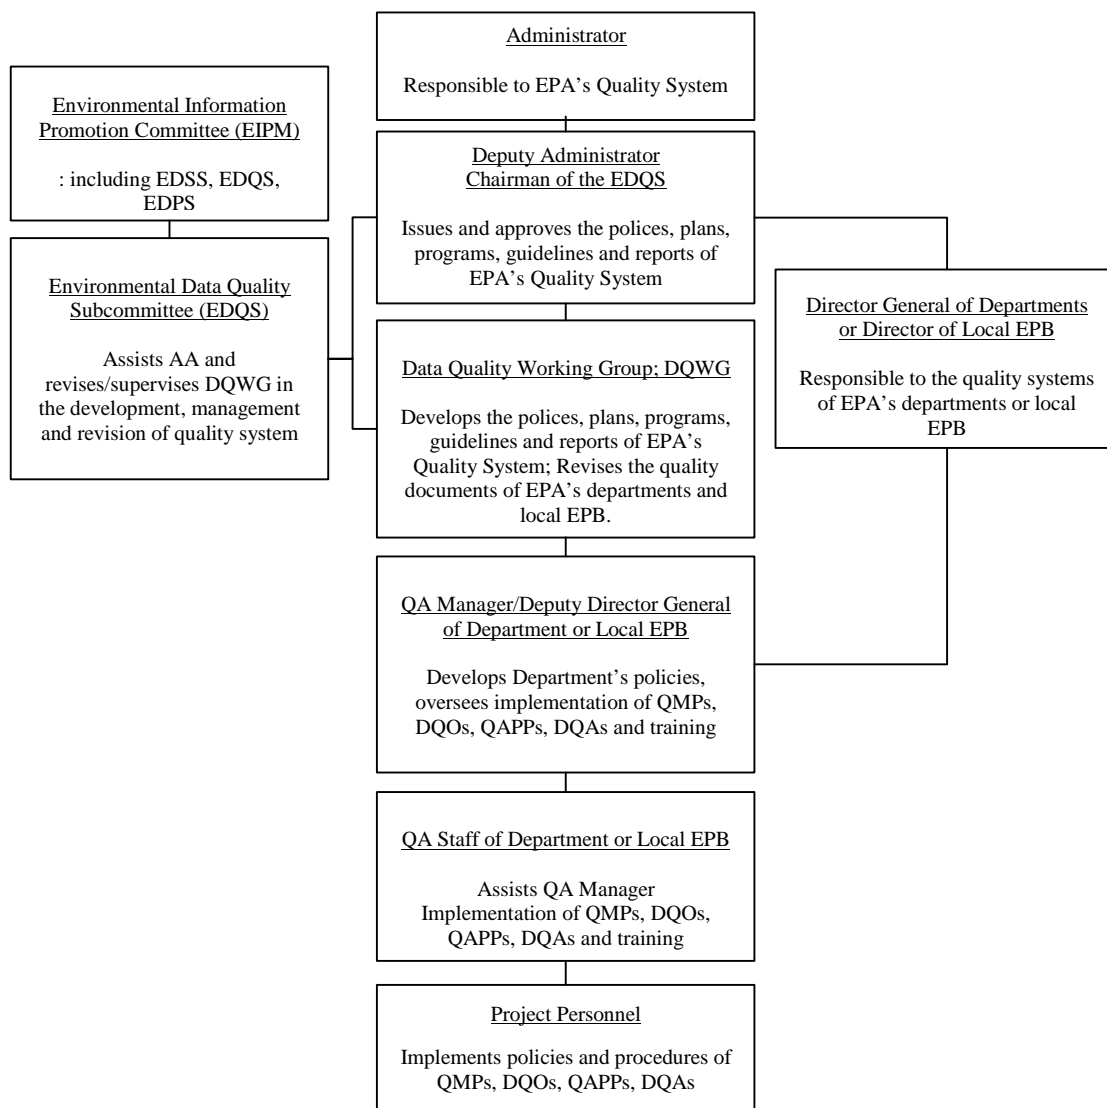 Administrator
Responsible to EPA’s Quality System
Environmental Information
Promotion Committee (EIPM)
: including EDSS, EDQS,
EDPS
Deputy Administrator
Chairman of the EDQS
Issues and approves the polices, plans,
programs, guidelines and reports of
EPA’s Quality System
Environmental Data Quality
Subcommittee (EDQS)
Assists AA and
revises/supervises DQWG in
the development, management
and revision of quality system
Director General of Departments
or Director of Local EPB
Responsible to the quality systems
of EPA’s departments or local
EPB
Data Quality Working Group; DQWG
Develops the polices, plans, programs,
guidelines and reports of EPA’s
Quality System; Revises the quality
documents of EPA’s departments and
local EPB.
QA Manager/Deputy Director General
of Department or Local EPB
Develops Department’s policies,
oversees implementation of QMPs,
DQOs, QAPPs, DQAs and training
QA Staff of Department or Local EPB
Assists QA Manager
Implementation of QMPs, DQOs,
QAPPs, DQAs and training
Project Personnel
Implements policies and procedures of
QMPs, DQOs, QAPPs, DQAs